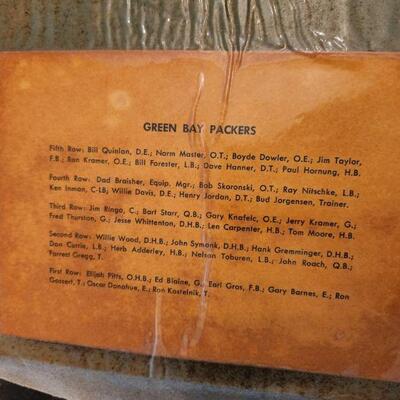 GREEN BAY PACKERS
Fifth Row: Bill Quinlan, D.E.; Norm Master, O.T.; Boyde Dowler, O.E.; Jim Taylor,
F.B.; Ron Kramer, O.E.; Bill Forester, L.B.; Dave Hanner, D.T.; Paul Hornung, H.B.
Fourth Row: Dad Braisher, Equip. Mgr.; Bob Skoronski, O.T.; Ray Nitschke, L.B.;
Ken Inman, C-LB; Willie Davis, D.E.; Henry Jordan, D.T.; Bud Jorgensen, Trainer.
Third Row: Jim Ringo, C.; Bart Starr, Q.B.; Gary Knafelc, O.E.; Jerry Kramer, G.;
Fred Thurston, G.; Jesse Whittenton, D.H.B.; Len Carpenter, H.B.; Tom Moore, H.B.
Second Row: Willie Wood, D.H.B.; John Symonk, D.H.B.; Hank Gremminger, D.H.B.;
Dan Currie, L.B.; Herb Adderley, H.B.; Nelson Toburen, L.B.; John Roach, Q.B.;
Forrest Gregg, T.
First Row: Elijah Pitts, O.H.B.; Ed Blaine, G.; Earl Gros, F.B.; Gary Barnes, E.; Ron
Gassert, T.; Oscar Donahue, E.; Ron Kostelnik, T.